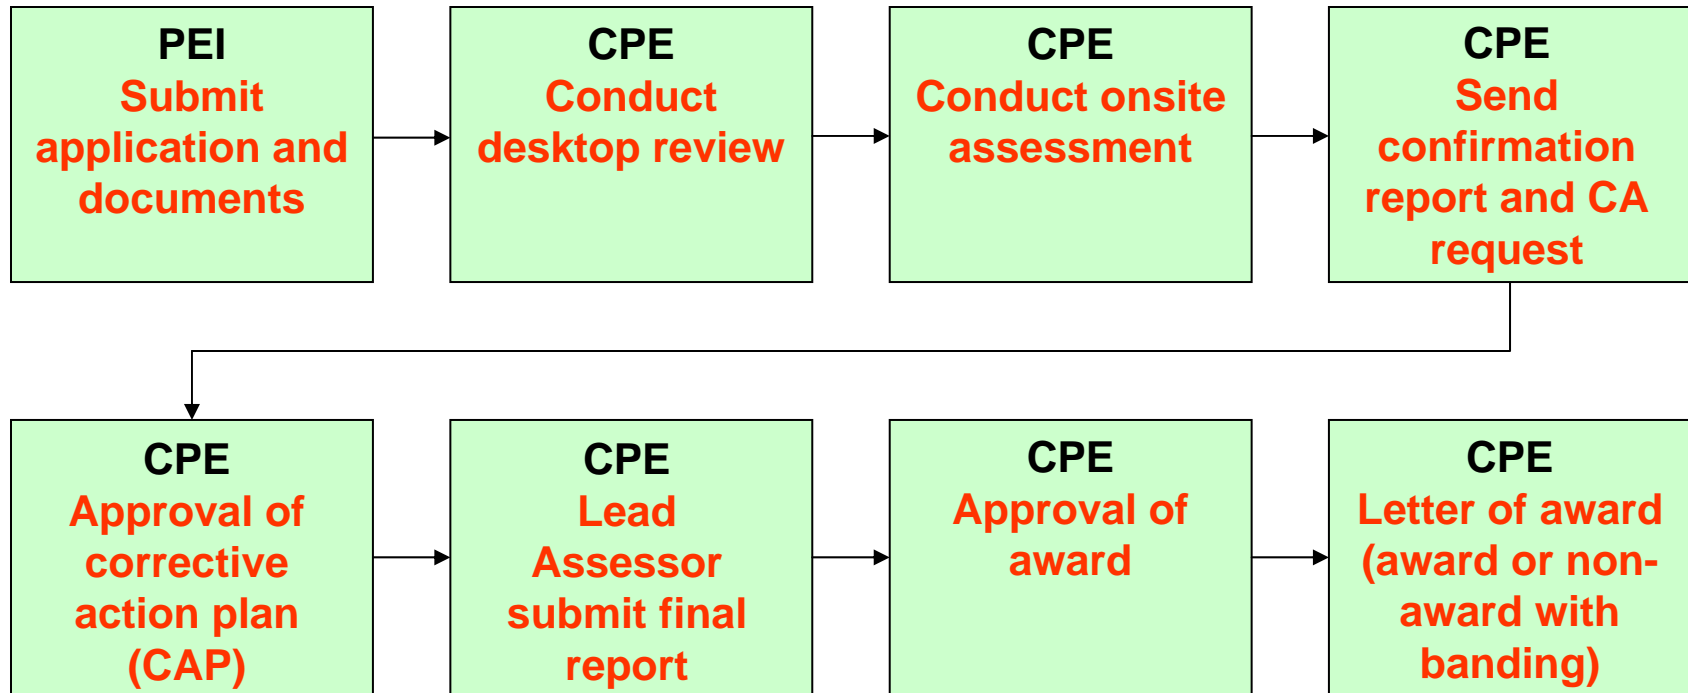 PEI
Submit
application and
documents
CPE
Conduct
desktop review
CPE
Conduct onsite
assessment
CPE
Send
confirmation
report and CA
request
CPE
Approval of
corrective
action plan
(CAP)
CPE
Lead
Assessor
submit final
report
CPE
Approval of
award
CPE
Letter of award
(award or non-
award with
banding)